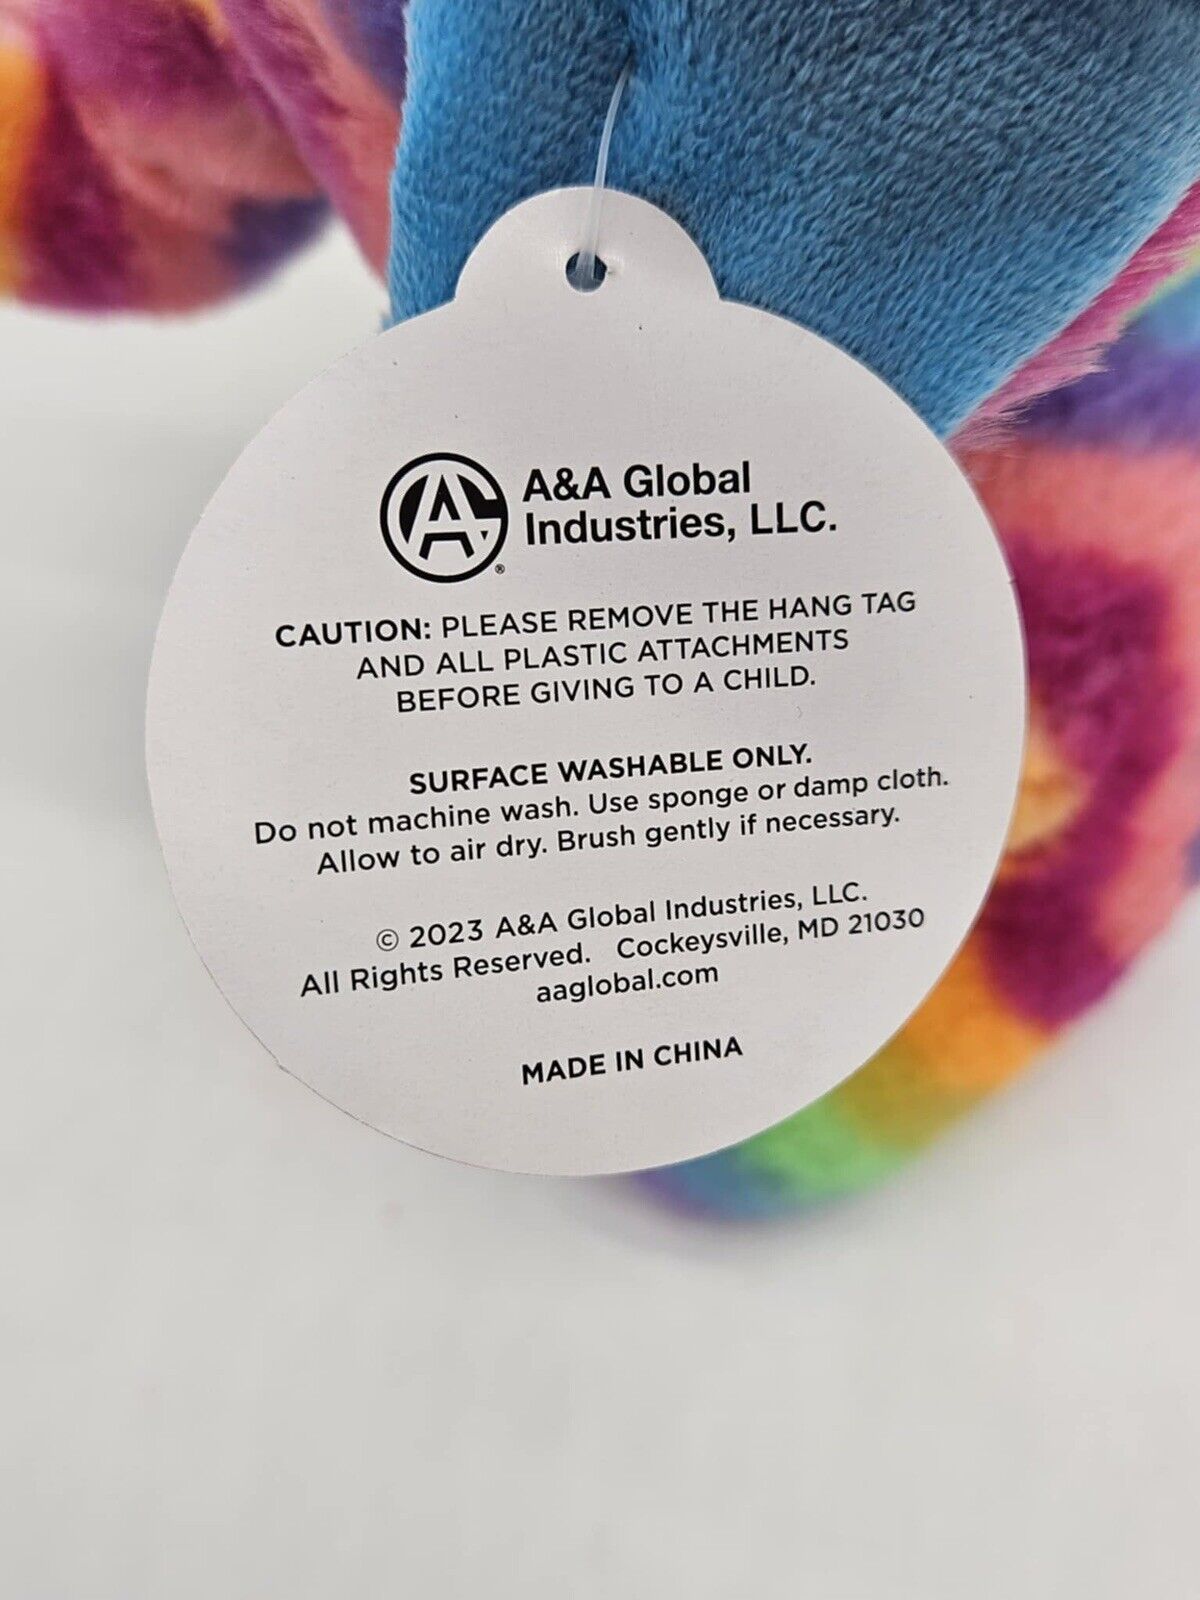 A&A Global
Industries, LLC.
CAUTION: PLEASE REMOVE THE HANG TAG
AND ALL PLASTIC ATTACHMENTS
BEFORE GIVING TO A CHILD.
SURFACE WASHABLE ONLY.
Do not machine wash. Use sponge or damp cloth.
Allow to air dry. Brush gently if necessary.
© 2023 A&A Global Industries, LLC.
All Rights Reserved. Cockeysville, MD 21030
aaglobal.com
MADE IN CHINA